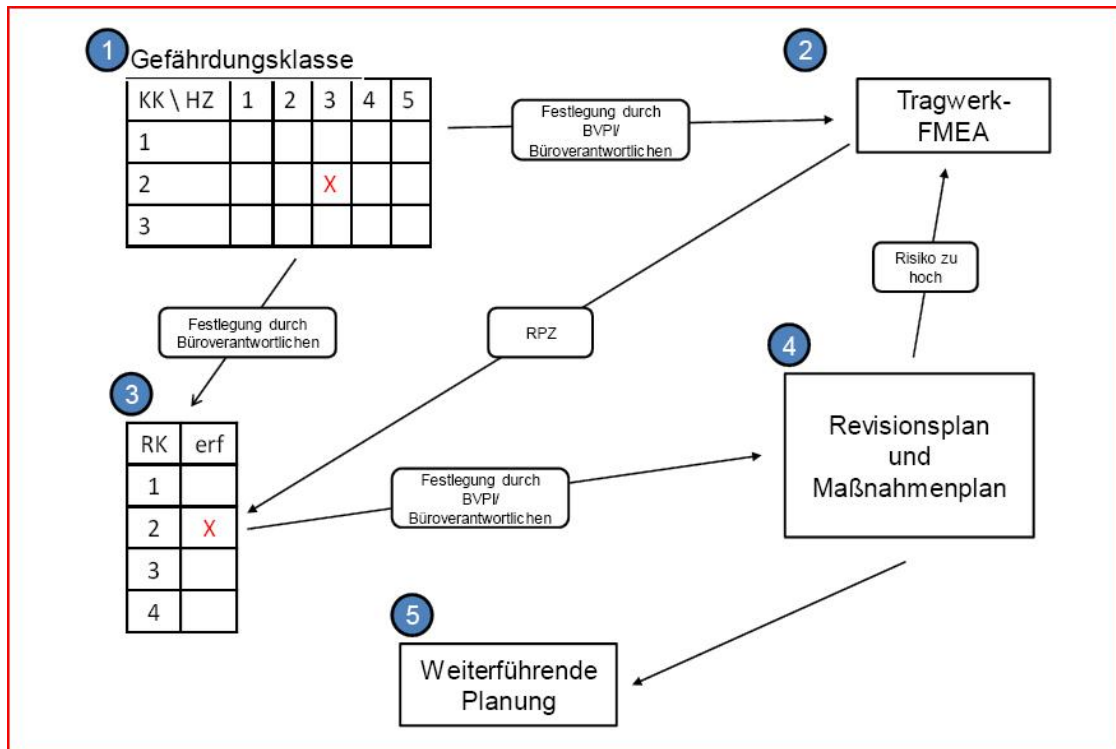 1
Gefährdungsklasse
KK \ HZ 1 2 3 4 5
1
2 X
3
Festlegung durch
BVPI/
Büroverantwortlichen
2
Tragwerk-
FMEA
Festlegung durch
Büroverantwortlichen
RPZ
Risiko zu
hoch
3
RK erf
1
2 X
3
4
Festlegung durch
BVPI/
Büroverantwortlichen
4
Revisionsplan
und
Maßnahmenplan
5
Weiterführende
Planung